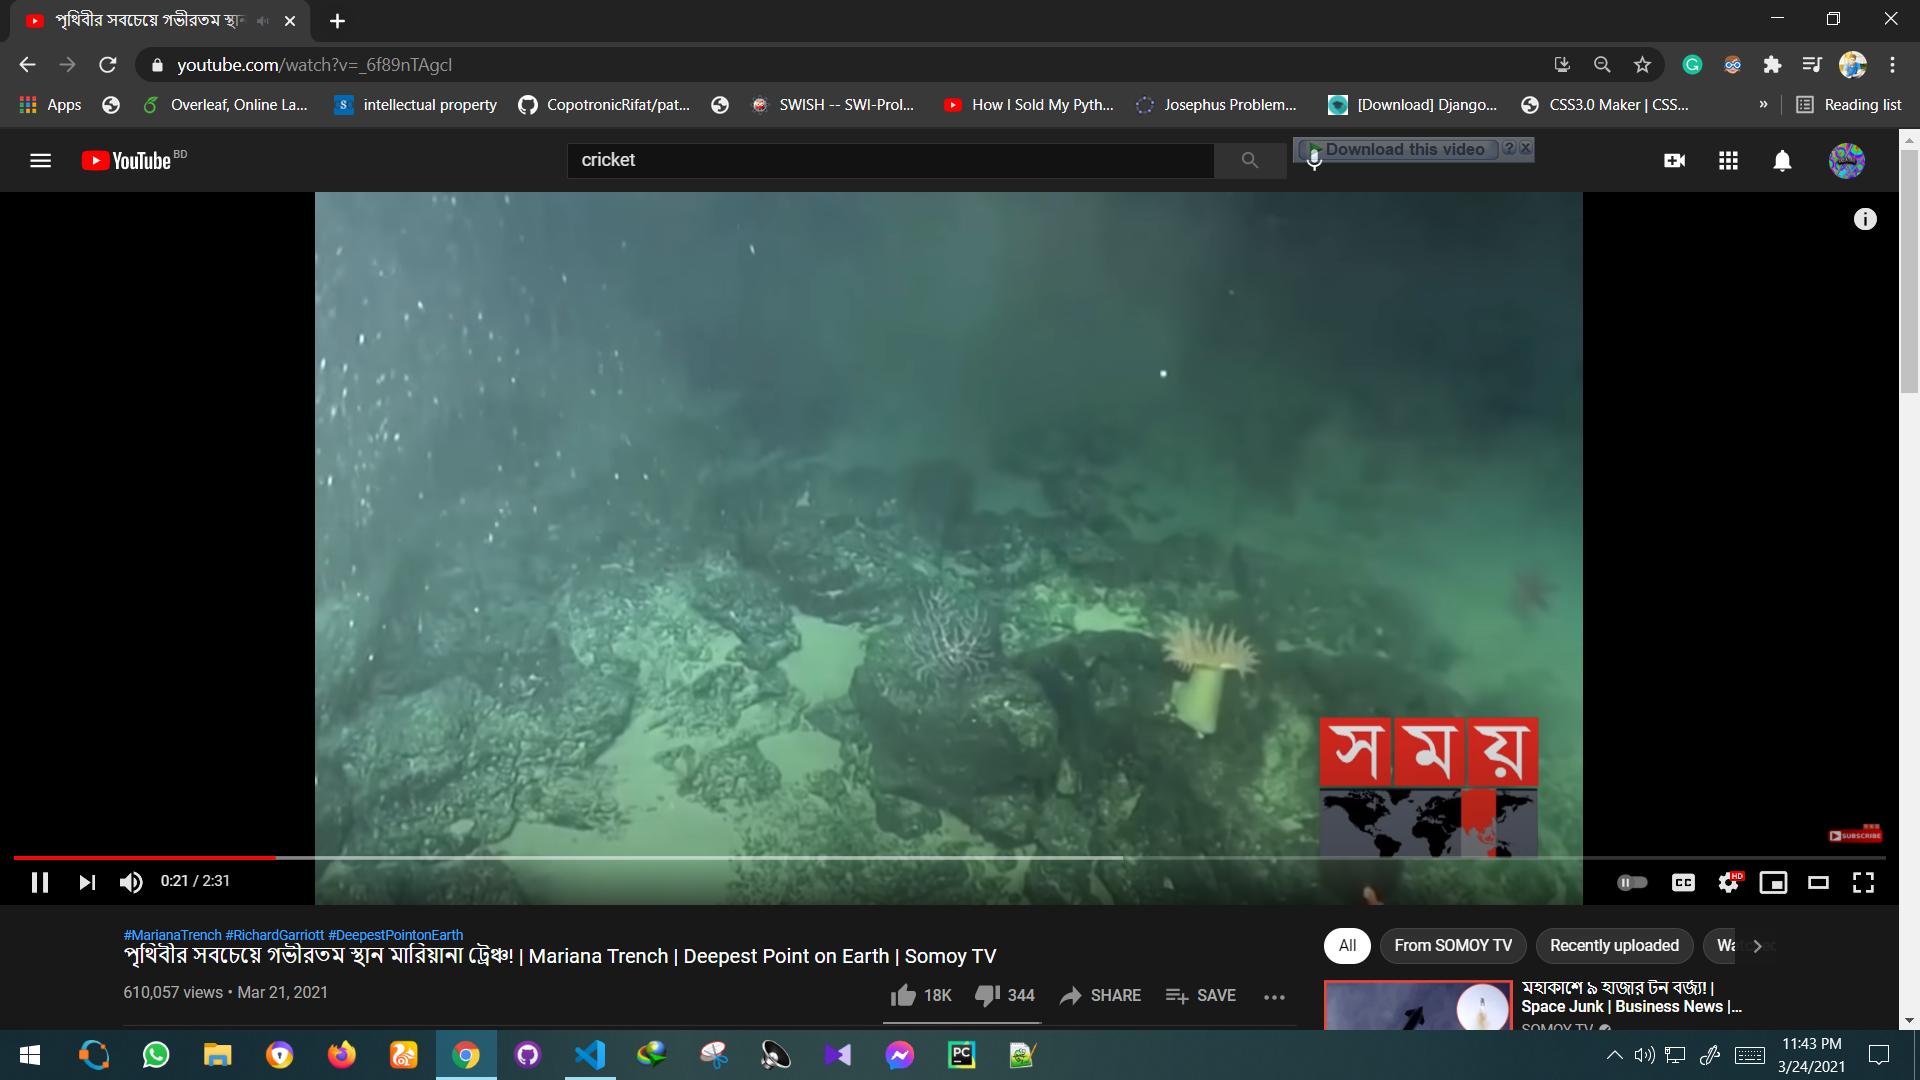 পৃথিবীর সবচেয়ে গভীরতম স্থান
youtube.com/watch?v=_6f89nTAgcI
Apps
Overleaf, Online La...
intellectual property
CopotronicRifat/pat...
SWISH -- SWI-Prol...
How I Sold My Pyth...
Josephus Problem...
[Download] Django...
CSS3.0 Maker | CSS...
»
Reading list
YouTube BD
cricket
Download this video ?
সময়
SUBSCRIBE
0:21 / 2:31
CC
HD
#MarianaTrench #RichardGarriott #DeepestPointonEarth
পৃথিবীর সবচেয়ে গভীরতম স্থান মারিয়ানা ট্রেঞ্চ! | Mariana Trench | Deepest Point on Earth | Somoy TV
610,057 views • Mar 21, 2021
18K
344
SHARE
SAVE
All
From SOMOY TV
Recently uploaded
মহাকাশে ৯ হাজার টন বর্জ্য! |
Space Junk | Business News |...
SOMOY TV
PC
11:43 PM
3/24/2021